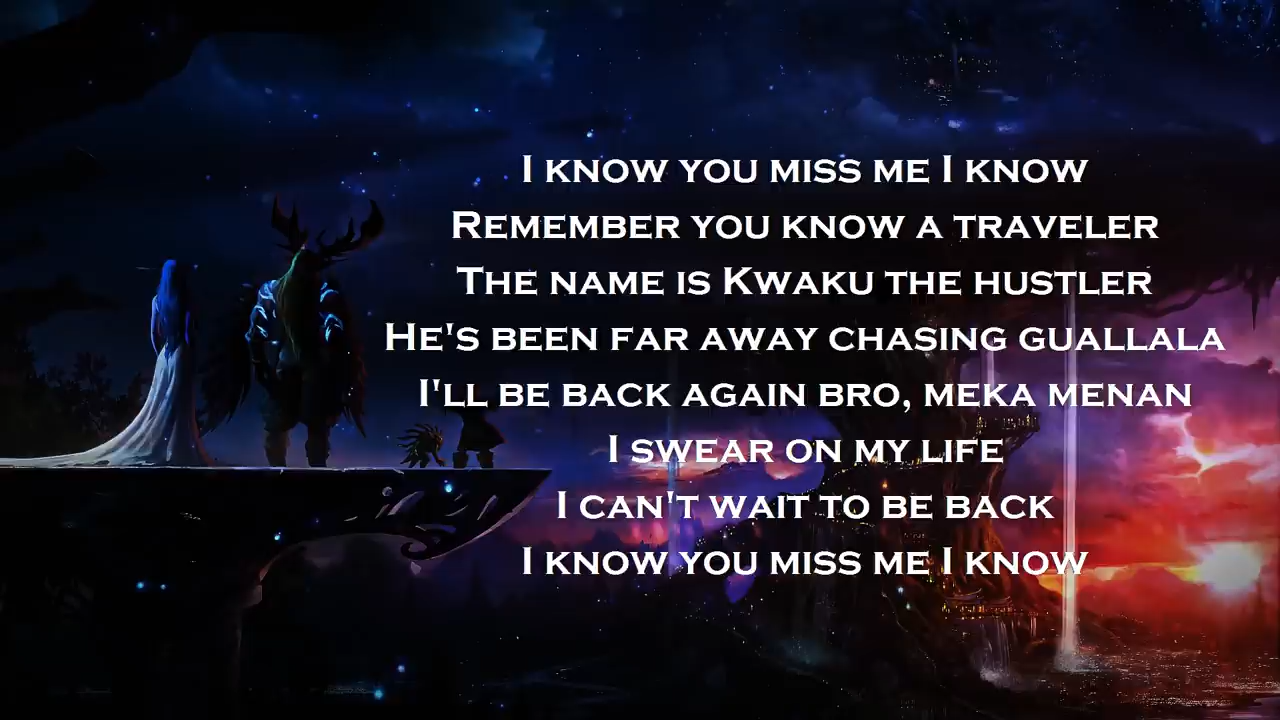 I know you miss me I know
Remember you know a traveler
The name is Kwaku the hustler
He's been far away chasing guallala
I'll be back again bro, meka menan
I swear on my life
I can't wait to be back
I know you miss me I know